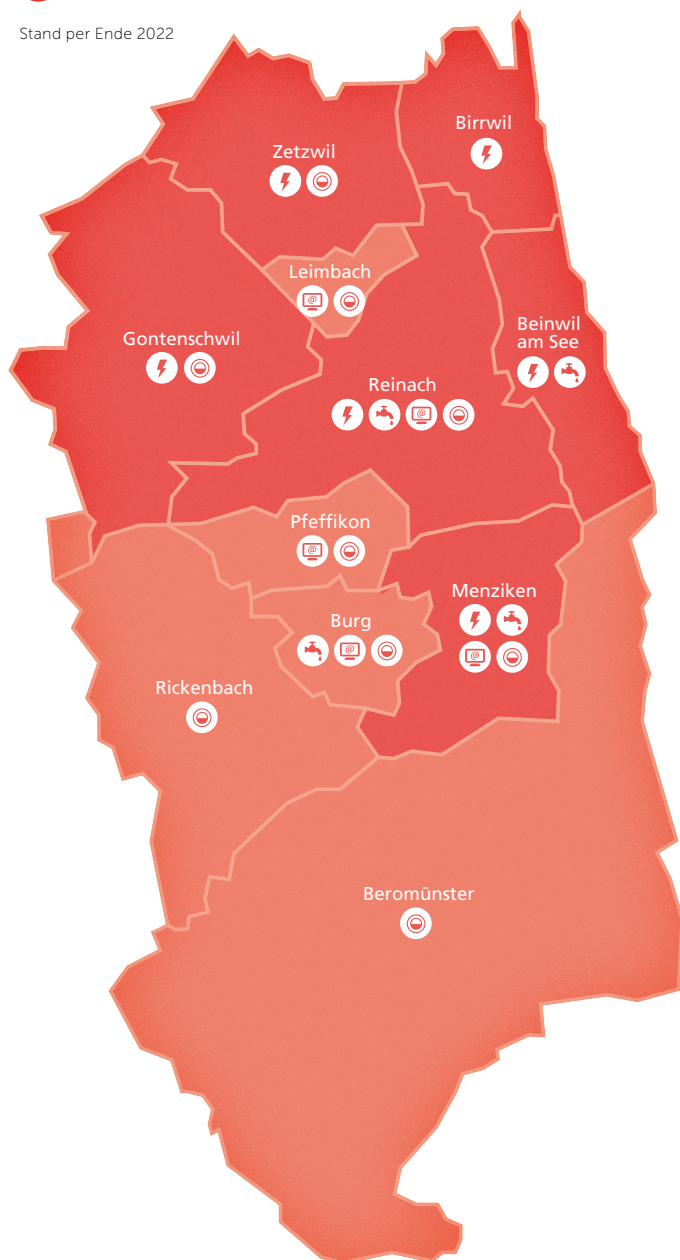 Stand per Ende 2022
Birrwil
Zetzwil
Leimbach
@
Beinwil
am See
Gontenschwil
Reinach
@
Pfeffikon
@
Menziken
Burg
@
@
Rickenbach
Beromünster